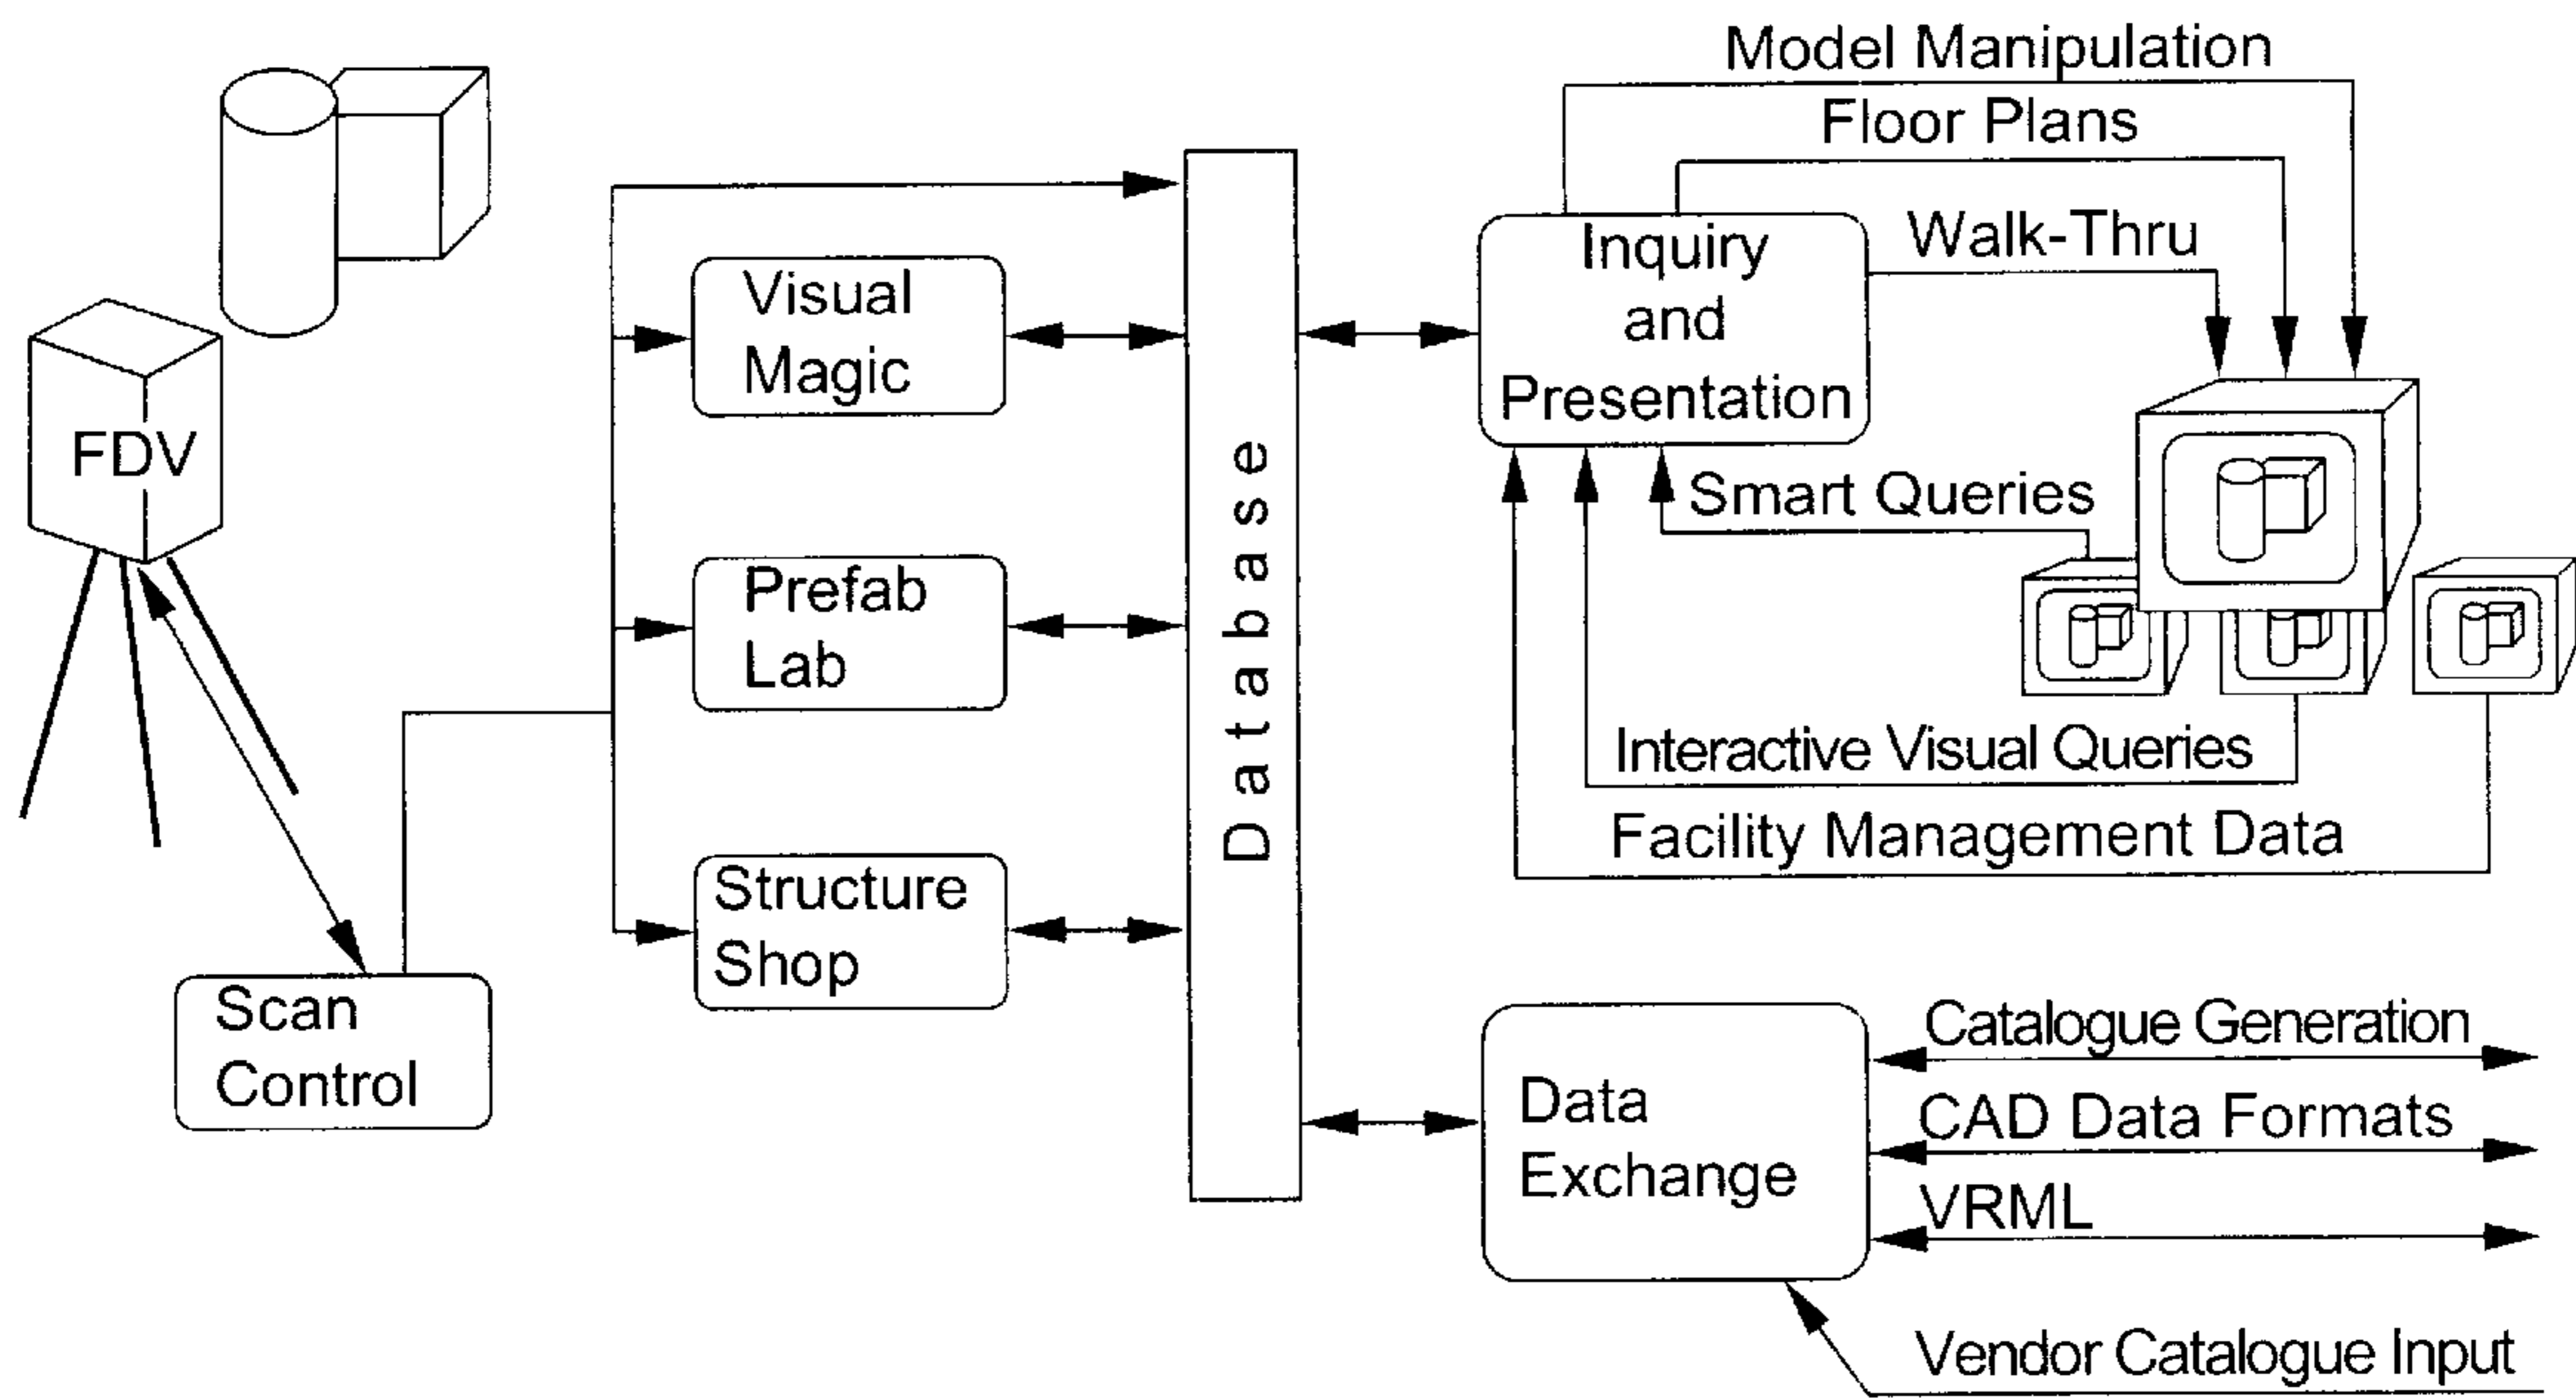 FDV
Scan
Control
Visual
Magic
Prefab
Lab
Structure
Shop
Database
Model Manipulation
Floor Plans
Walk-Thru
Inquiry
and
Presentation
Smart Queries
Interactive Visual Queries
Facility Management Data
Data
Exchange
Catalogue Generation
CAD Data Formats
VRML
Vendor Catalogue Input